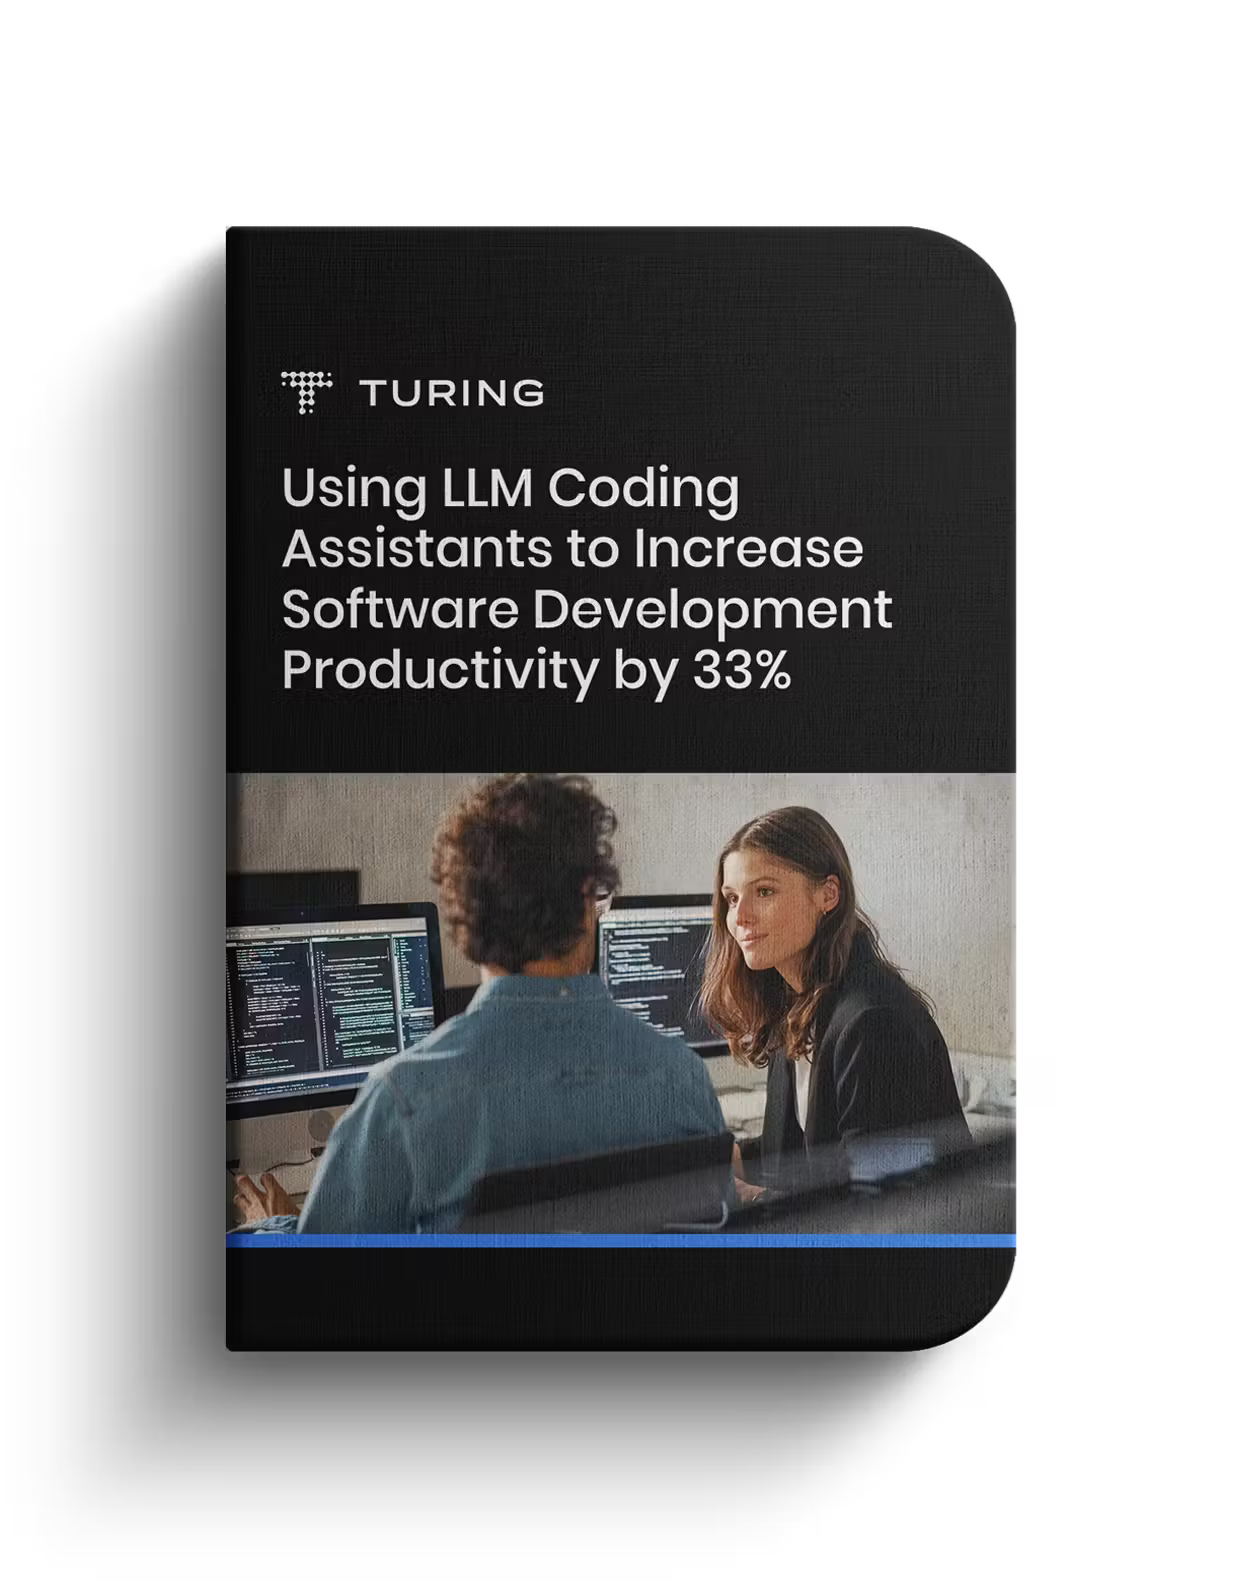 TURING
Using LLM Coding
Assistants to Increase
Software Development
Productivity by 33%